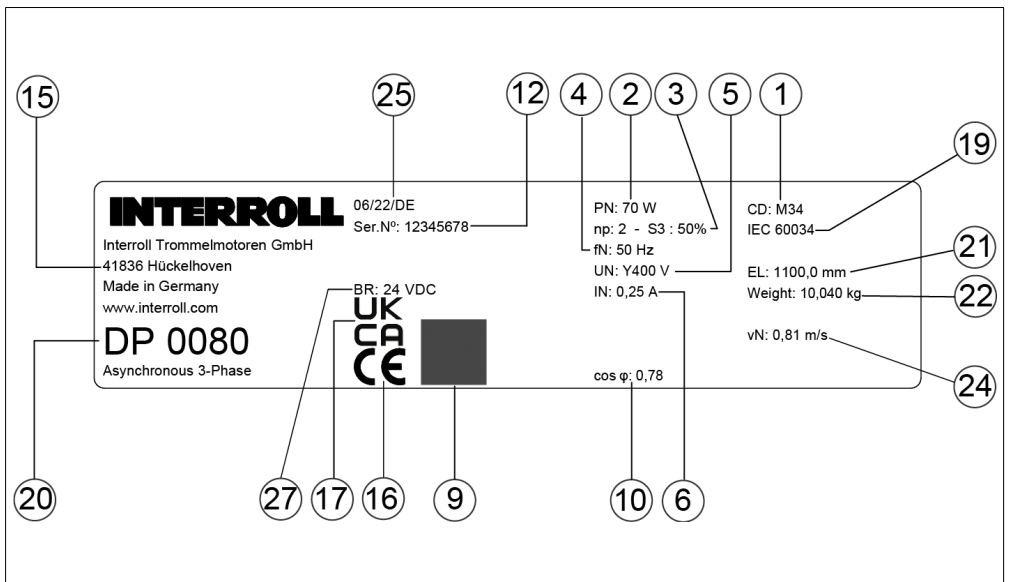 15
25
12
4
2
3
5
1
19
INTERROLL
Interroll Trommelmotoren GmbH
41836 Hückelhoven
Made in Germany
www.interroll.com
DP 0080
Asynchronous 3-Phase
06/22/DE
Ser.Nº: 12345678
BR: 24 VDC
UK
CA
CE
PN: 70 W
np: 2 - S3 : 50%
fN: 50 Hz
UN: Y400 V
IN: 0,25 A
cos φ: 0,78
CD: M34
IEC 60034
EL: 1100,0 mm
Weight: 10,040 kg
vN: 0,81 m/s
21
22
24
20
27
17
16
9
10
6